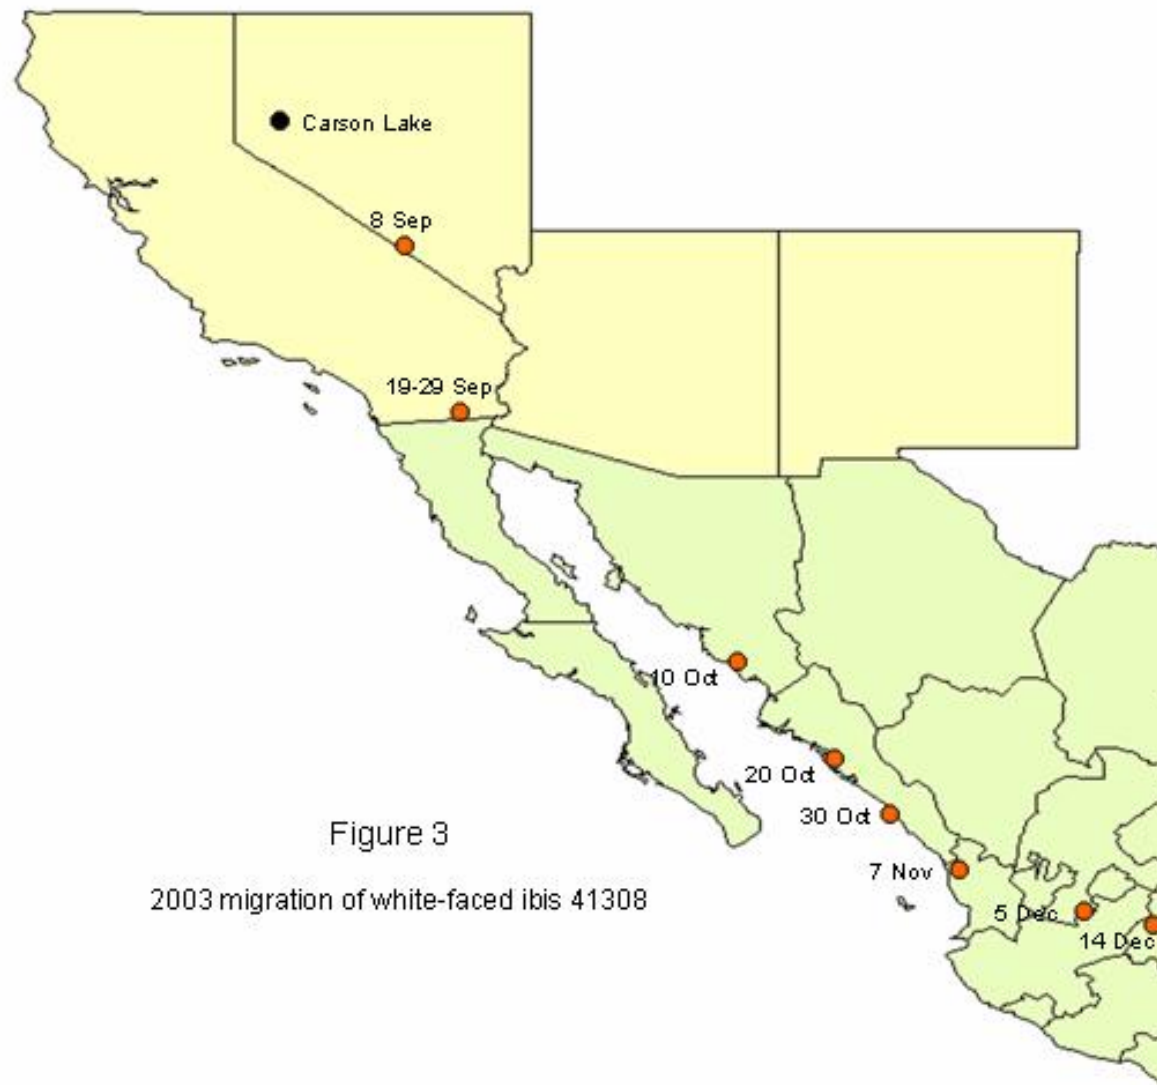 Carson Lake
8 Sep
19-29 Sep
10 Oct
20 Oct
30 Oct
7 Nov
5 Dec
14 Dec
Figure 3
2003 migration of white-faced ibis 41308